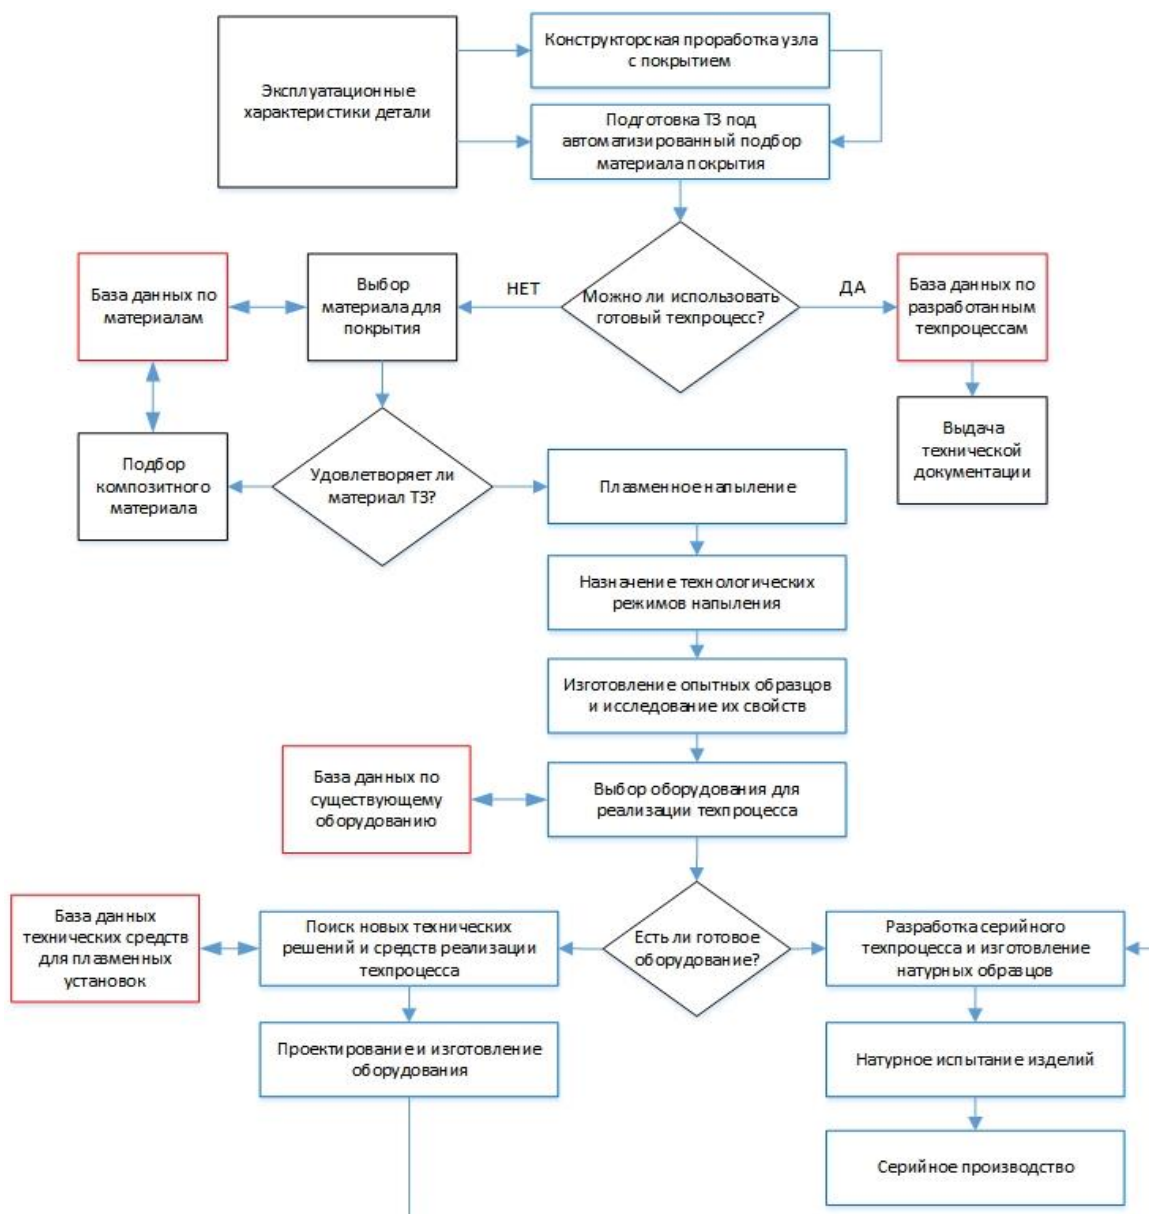 Конструкторская проработка узла
с покрытием
Эксплуатационные
характеристики детали
Подготовка ТЗ под
автоматизированный подбор
материала покрытия
База данных по
материалам
Выбор
материала для
покрытия
НЕТ
Можно ли использовать
готовый техпроцесс?
ДА
База данных по
разработанным
техпроцессам
Выдача
технической
документации
Подбор
композитного
материала
Удовлетворяет ли
материал ТЗ?
Плазменное напыление
Назначение технологических
режимов напыления
Изготовление опытных образцов
и исследование их свойств
База данных по
существующему
оборудованию
Выбор оборудования для
реализации техпроцесса
База данных
технических средств
для плазменных
установок
Поиск новых технических
решений и средств реализации
техпроцесса
Есть ли готовое
оборудование?
Разработка серийного
техпроцесса и изготовление
натурных образцов
Проектирование и изготовление
оборудования
Натурное испытание изделий
Серийное производство